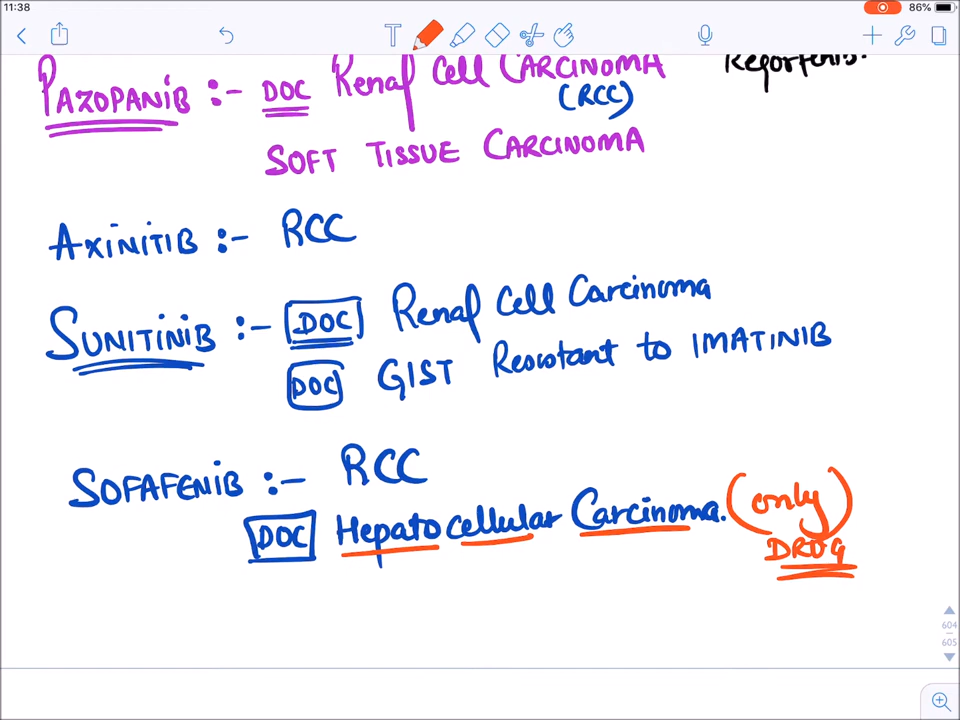 11:38
86%
PAZOPANIB :- DOC Renal Cell CARCINOMA
(RCC)
SOFT TISSUE CARCINOMA
AXINITIB :- RCC
SUNITINIB :- DOC Renal Cell Carcinoma
DOC GIST Resistant to IMATINIB
SOFAFENIB :- RCC
DOC Hepatocellular Carcinoma. (only)
DRUG
604
605